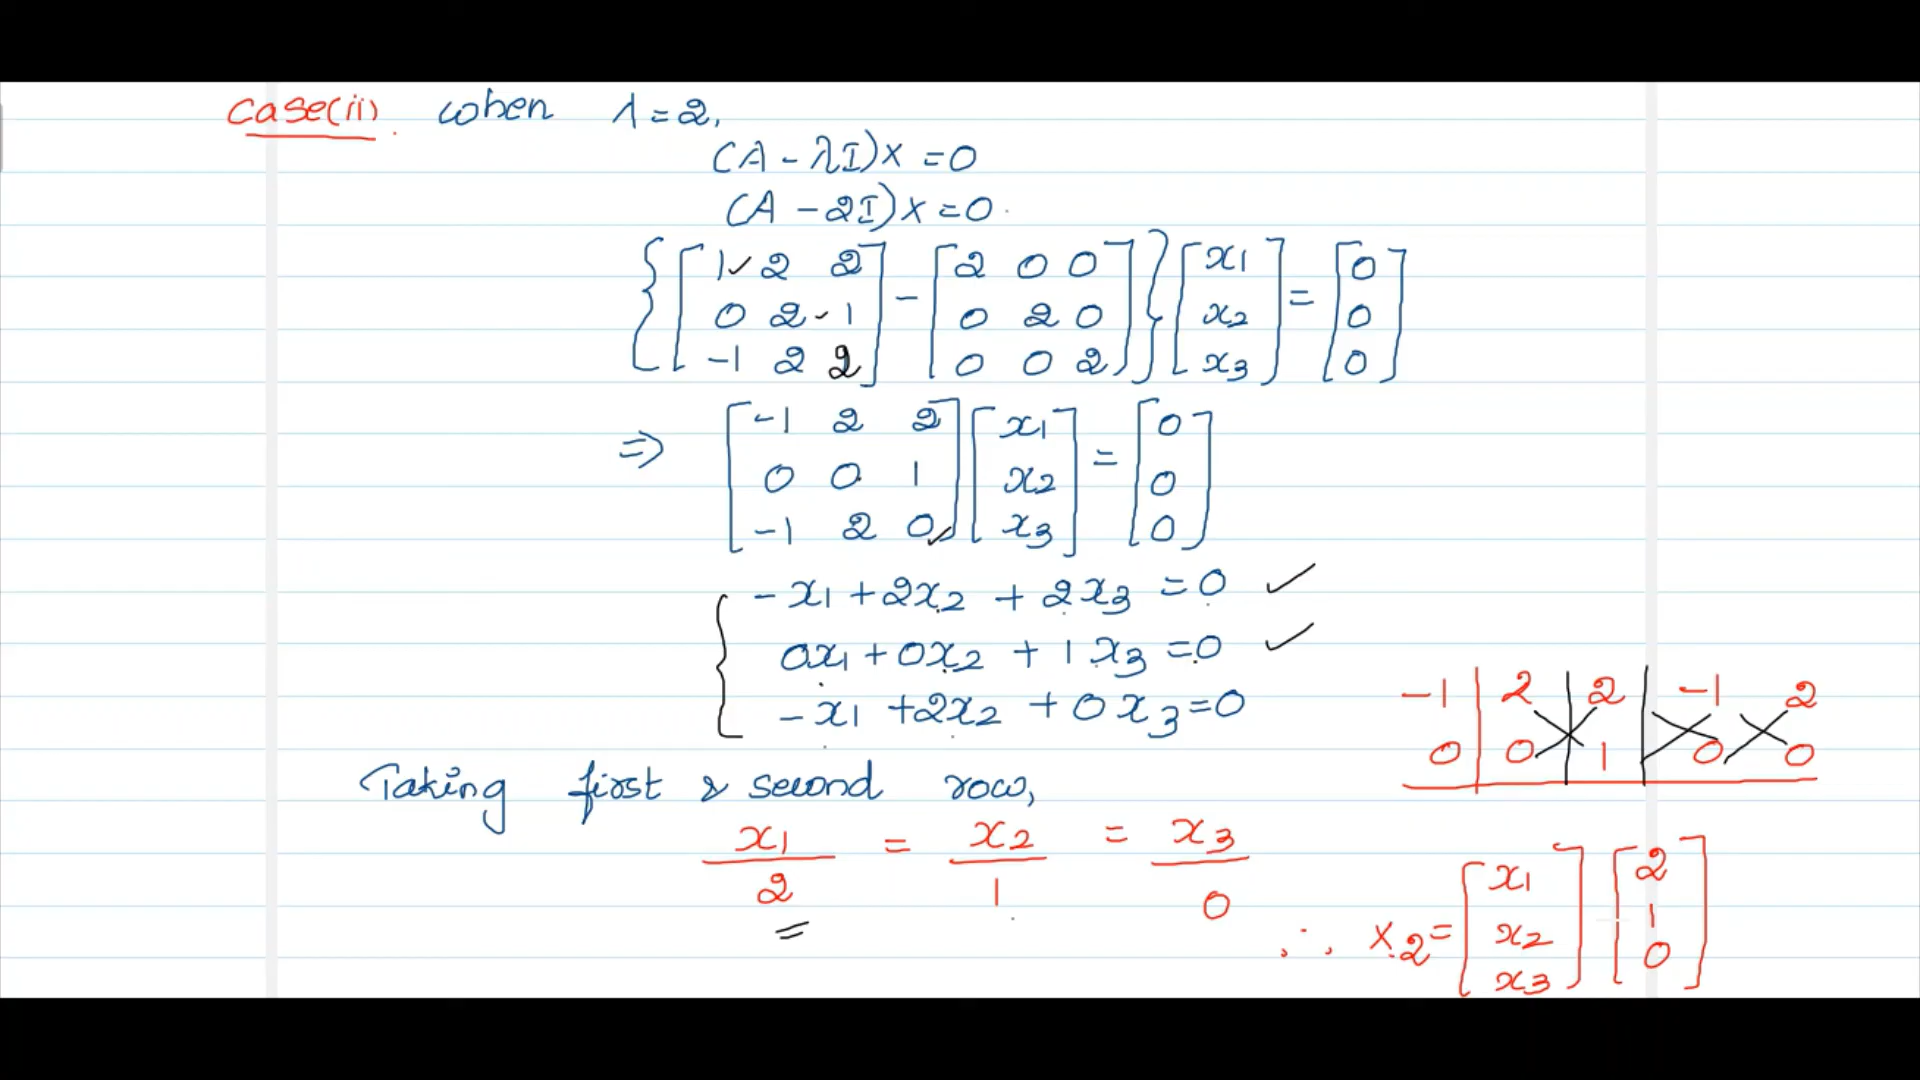 case(ii) when λ=2,
(A - λI)X = 0
(A - 2I)X = 0
{[1 2 2] - [2 0 0]} [x1] = [0]
[0 2 1] [0 2 0] [x2] [0]
[-1 2 2] [0 0 2] [x3] [0]
⇒ [-1 2 2] [x1] = [0]
[0 0 1] [x2] [0]
[-1 2 0] [x3] [0]
-x1 + 2x2 + 2x3 = 0 ✓
0x1 + 0x2 + 1x3 = 0 ✓
-x1 + 2x2 + 0x3 = 0
-1 2 2 -1 2
0 0 1 0 0
Taking first & second row,
x1/2 = x2/1 = x3/0
∴ X2 = [x1] [2]
[x2] [1]
[x3] [0]